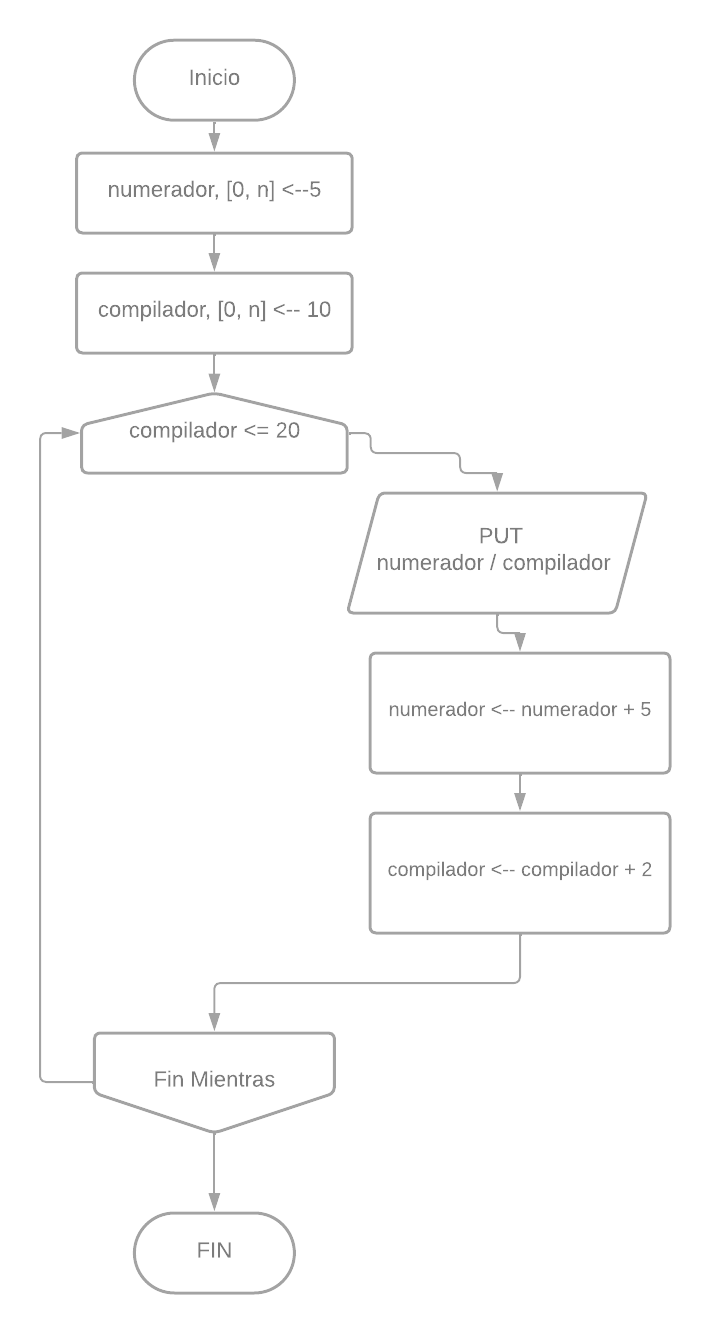 Inicio
numerador, [0, n] <--5
compilador, [0, n] <-- 10
compilador <= 20
PUT
numerador / compilador
numerador <-- numerador + 5
compilador <-- compilador + 2
Fin Mientras
FIN